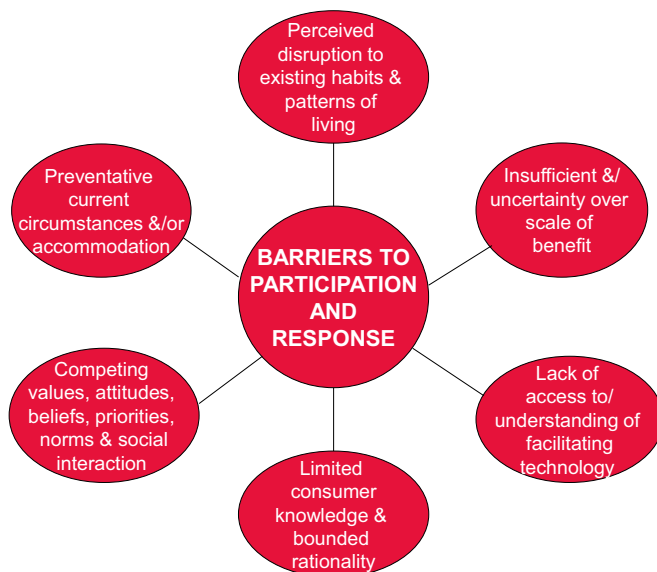 Perceived
disruption to
existing habits &
patterns of
living
Preventative
current
circumstances &/or
accommodation
Insufficient &/
uncertainty over
scale of
benefit
BARRIERS TO
PARTICIPATION
AND
RESPONSE
Competing
values, attitudes,
beliefs, priorities,
norms & social
interaction
Lack of
access to/
understanding of
facilitating
technology
Limited
consumer
knowledge &
bounded
rationality